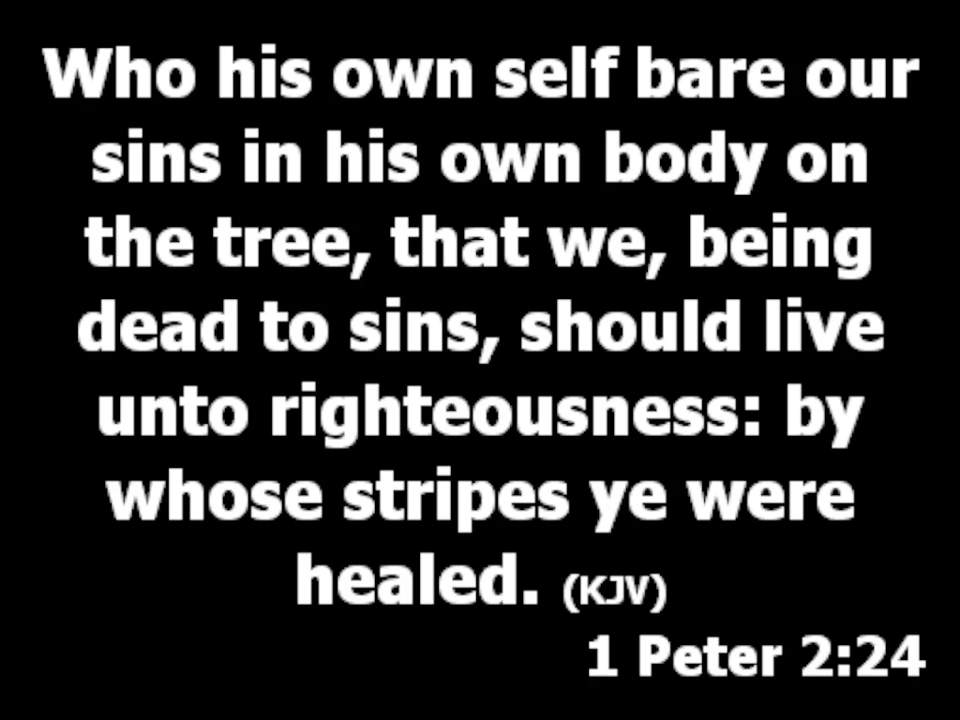 Who his own self bare our
sins in his own body on
the tree, that we, being
dead to sins, should live
unto righteousness: by
whose stripes ye were
healed. (KJV)
1 Peter 2:24